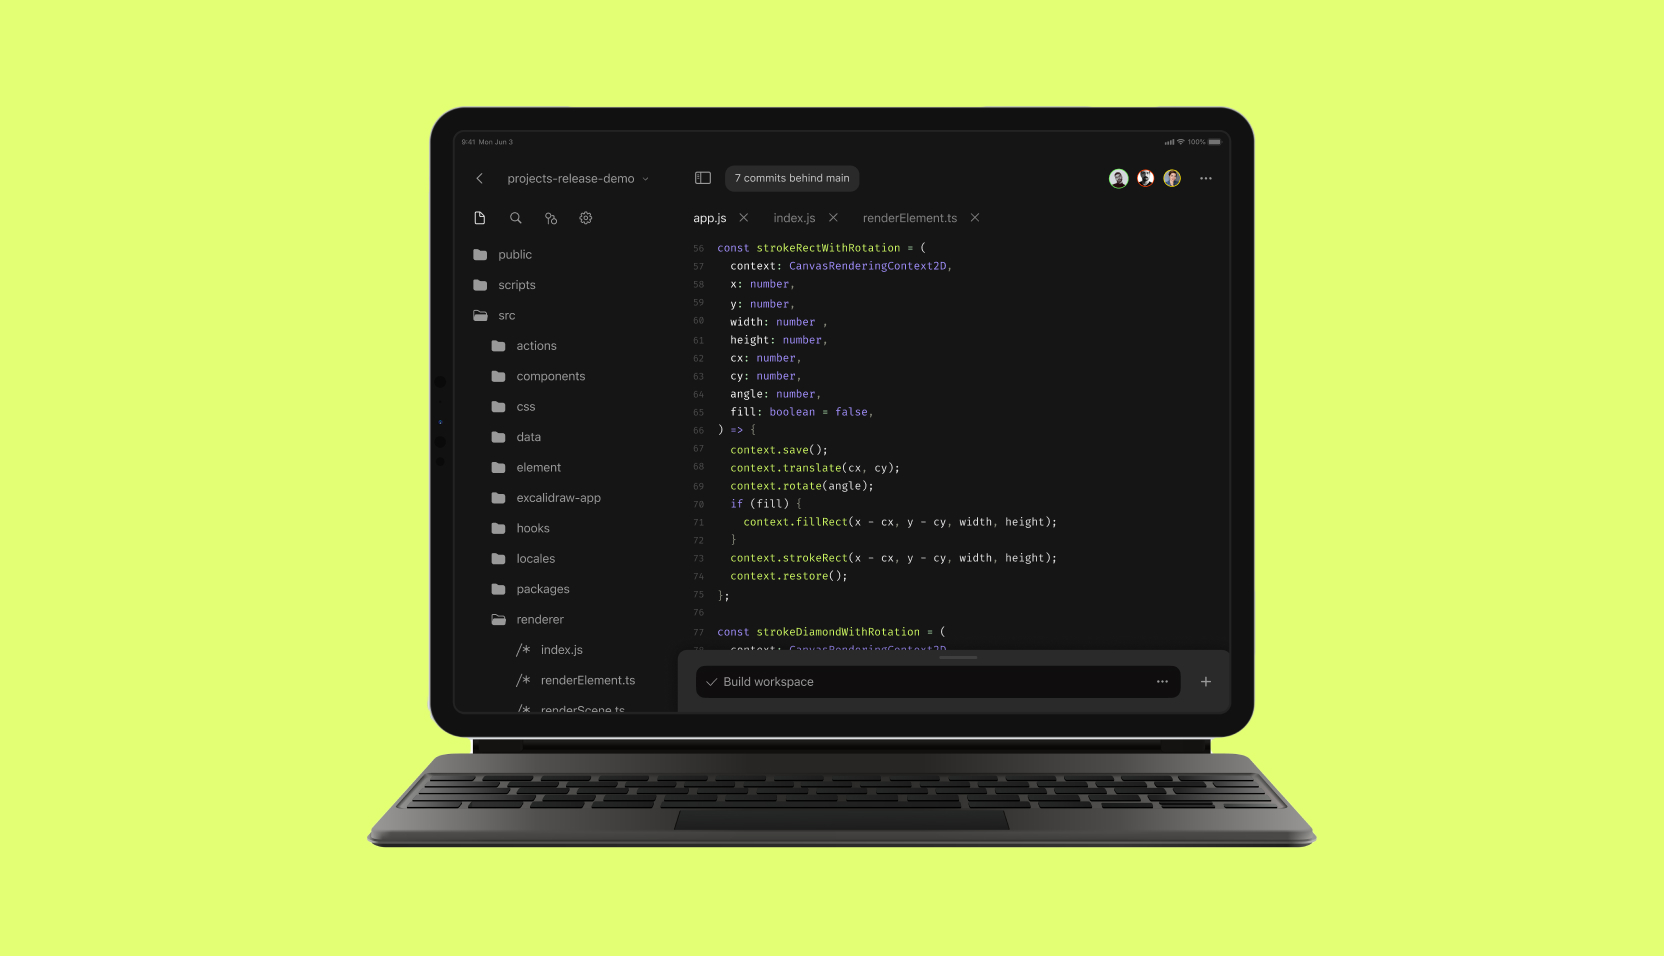 9:41 Mon Jun 3
100%
projects-release-demo
7 commits behind main
app.js
index.js
renderElement.ts
public
scripts
src
actions
components
css
data
element
excalidraw-app
hooks
locales
packages
renderer
/* index.js
/* renderElement.ts
/* renderScene.ts
56 const strokeRectWithRotation = (
57 context: CanvasRenderingContext2D,
58 x: number,
59 y: number,
60 width: number ,
61 height: number,
62 cx: number,
63 cy: number,
64 angle: number,
65 fill: boolean = false,
66 ) => {
67 context.save();
68 context.translate(cx, cy);
69 context.rotate(angle);
70 if (fill) {
71 context.fillRect(x - cx, y - cy, width, height);
72 }
73 context.strokeRect(x - cx, y - cy, width, height);
74 context.restore();
75 };
76
77 const strokeDiamondWithRotation = (
78 context: CanvasRenderingContext2D
Build workspace